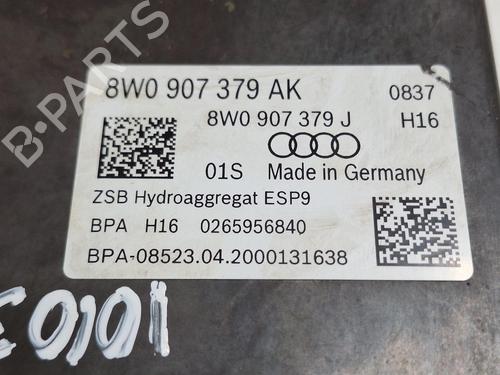 8W0 907 379 AK 0837
8W0 907 379 J H16
01S Made in Germany
ZSB Hydroaggregat ESP9
BPA H16 0265956840
BPA-08523.04.2000131638
B-PARTS